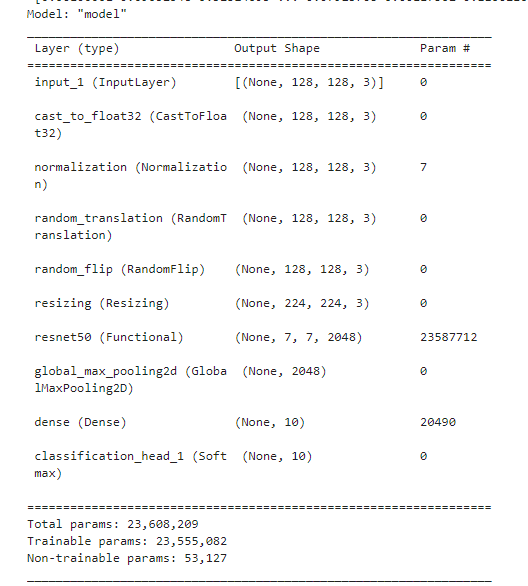 Model: "model"
Layer (type) Output Shape Param #
input_1 (InputLayer) [(None, 128, 128, 3)] 0
cast_to_float32 (CastToFloa (None, 128, 128, 3) 0
t32)
normalization (Normalizatio (None, 128, 128, 3) 7
n)
random_translation (RandomT (None, 128, 128, 3) 0
ranslation)
random_flip (RandomFlip) (None, 128, 128, 3) 0
resizing (Resizing) (None, 224, 224, 3) 0
resnet50 (Functional) (None, 7, 7, 2048) 23587712
global_max_pooling2d (Globa (None, 2048) 0
lMaxPooling2D)
dense (Dense) (None, 10) 20490
classification_head_1 (Soft (None, 10) 0
max)
Total params: 23,608,209
Trainable params: 23,555,082
Non-trainable params: 53,127